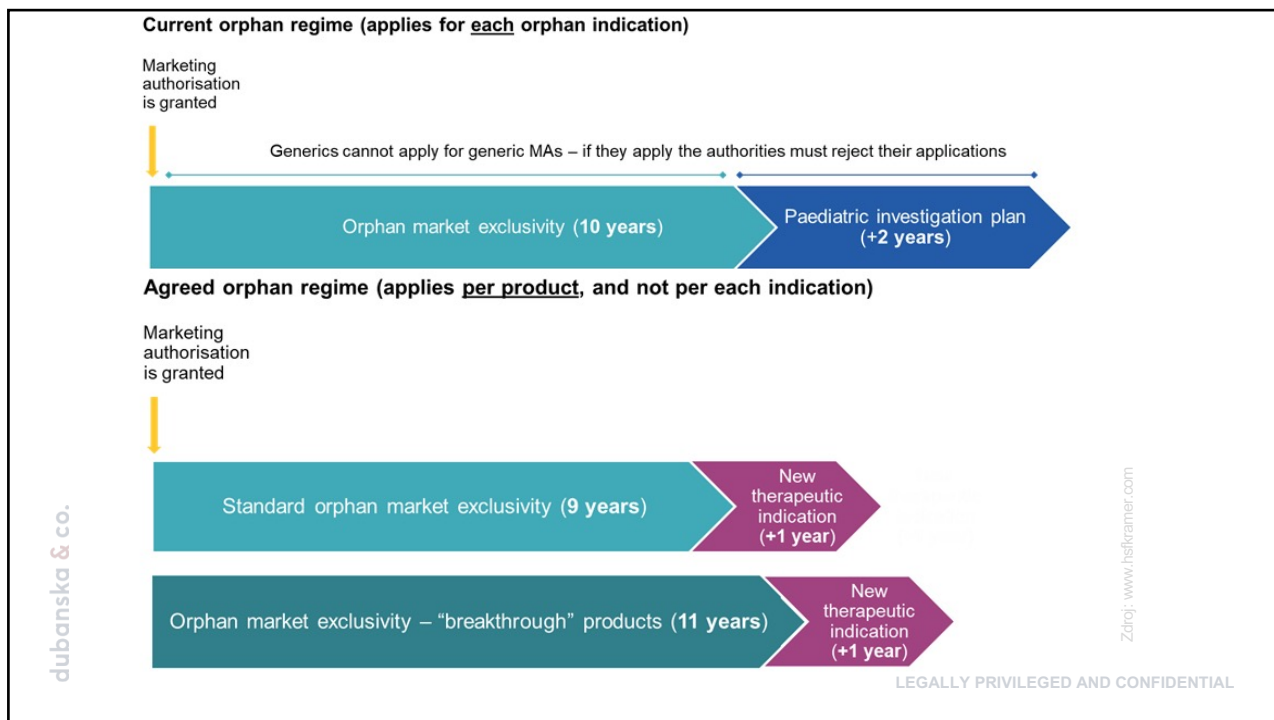 Current orphan regime (applies for each orphan indication)
Marketing
authorisation
is granted
Generics cannot apply for generic MAs – if they apply the authorities must reject their applications
Orphan market exclusivity (10 years)
Paediatric investigation plan
(+2 years)
Agreed orphan regime (applies per product, and not per each indication)
Marketing
authorisation
is granted
Standard orphan market exclusivity (9 years)
New
therapeutic
indication
(+1 year)
Orphan market exclusivity – “breakthrough” products (11 years)
New
therapeutic
indication
(+1 year)
dubanska & co.
Zdroj: www.hsfkramer.com
LEGALLY PRIVILEGED AND CONFIDENTIAL